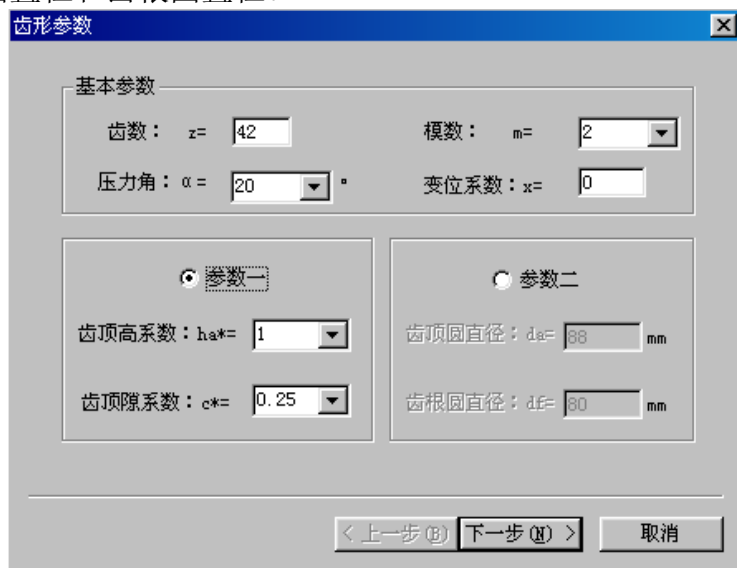 齿形参数
基本参数
齿数： z= 42 模数： m= 2
压力角：α= 20 ° 变位系数：x= 0
参数一 参数二
齿顶高系数：ha*= 1 齿顶圆直径：da= 88 mm
齿顶隙系数：c*= 0.25 齿根圆直径：df= 80 mm
< 上一步(B) 下一步(N) > 取消